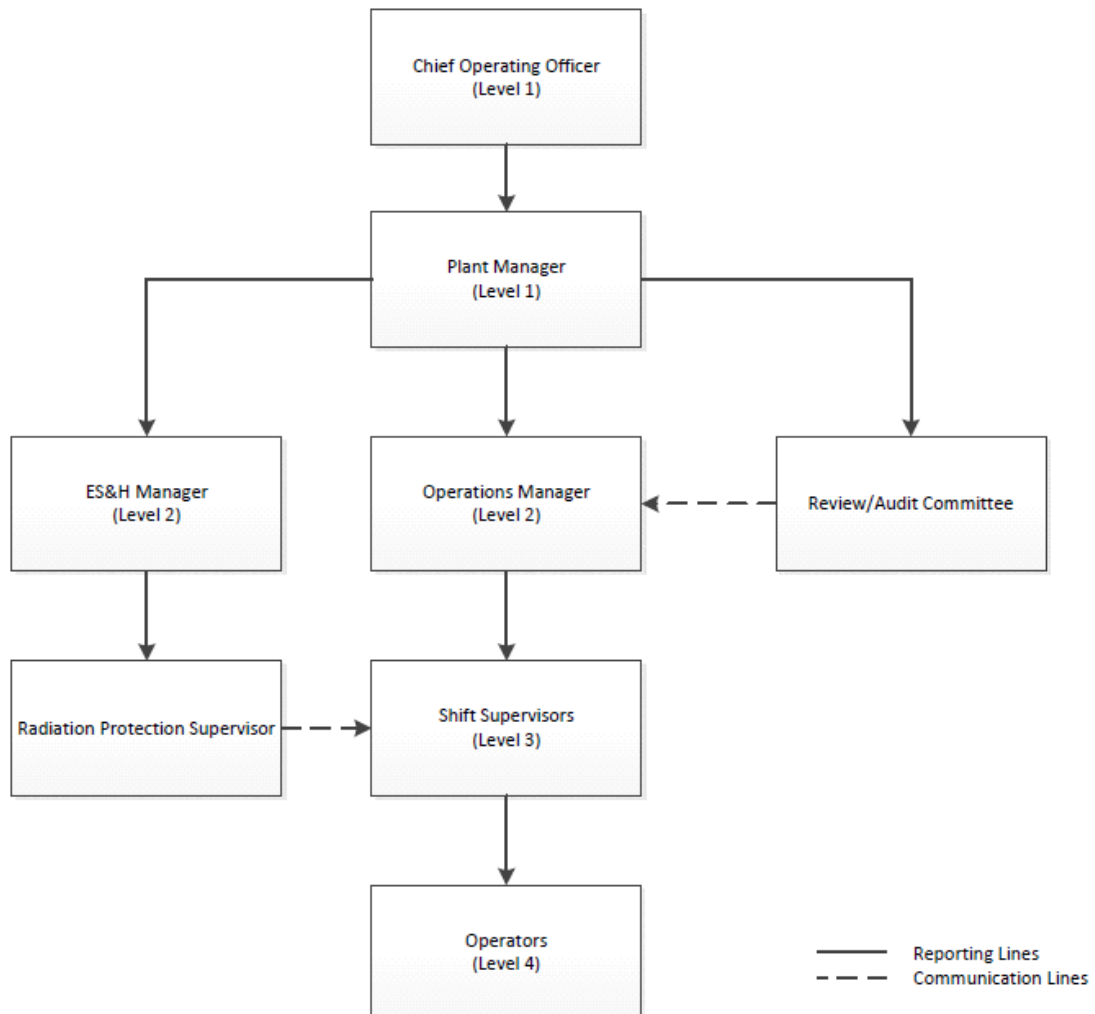 Chief Operating Officer
(Level 1)
Plant Manager
(Level 1)
ES&H Manager
(Level 2)
Operations Manager
(Level 2)
Review/Audit Committee
Radiation Protection Supervisor
Shift Supervisors
(Level 3)
Operators
(Level 4)
Reporting Lines
Communication Lines